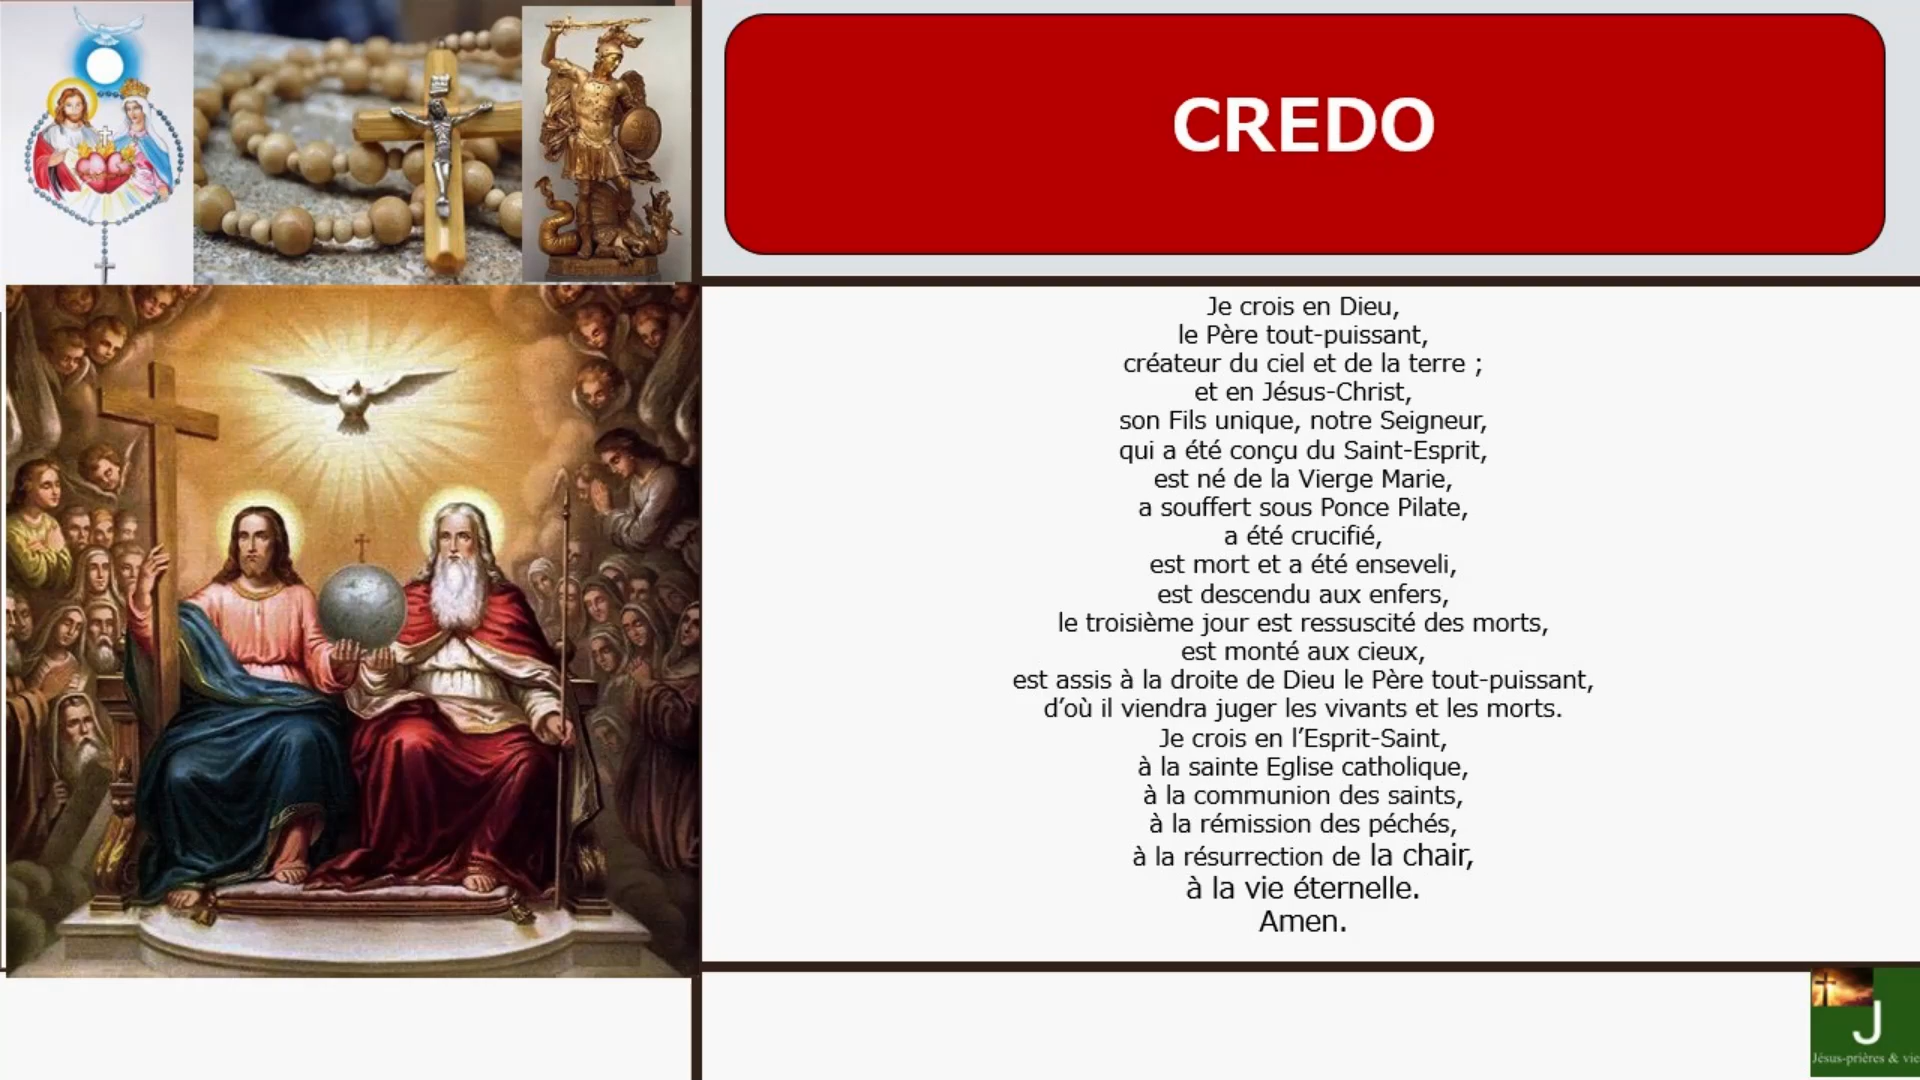 CREDO
Je crois en Dieu,
le Père tout-puissant,
créateur du ciel et de la terre ;
et en Jésus-Christ,
son Fils unique, notre Seigneur,
qui a été conçu du Saint-Esprit,
est né de la Vierge Marie,
a souffert sous Ponce Pilate,
a été crucifié,
est mort et a été enseveli,
est descendu aux enfers,
le troisième jour est ressuscité des morts,
est monté aux cieux,
est assis à la droite de Dieu le Père tout-puissant,
d’où il viendra juger les vivants et les morts.
Je crois en l’Esprit-Saint,
à la sainte Eglise catholique,
à la communion des saints,
à la rémission des péchés,
à la résurrection de la chair,
à la vie éternelle.
Amen.
J
Jésus-prières & vie